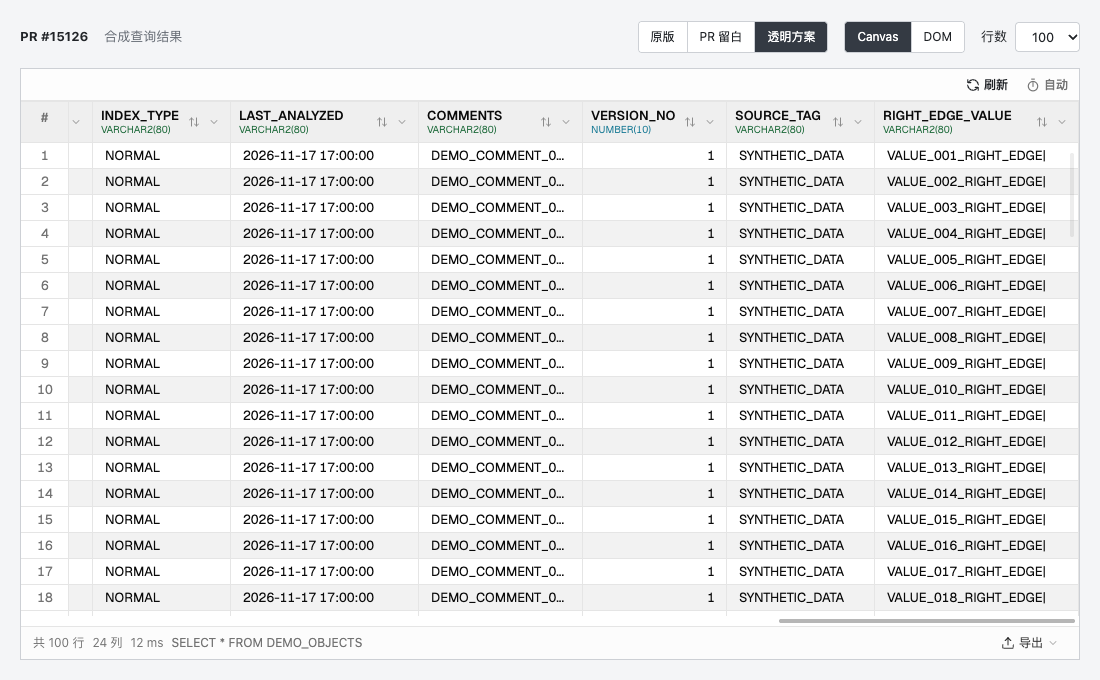 PR #15126 合成查询结果 原版 PR 留白 透明方案 Canvas DOM 行数 100
刷新 自动
# INDEX_TYPE LAST_ANALYZED COMMENTS VERSION_NO SOURCE_TAG RIGHT_EDGE_VALUE
VARCHAR2(80) VARCHAR2(80) VARCHAR2(80) NUMBER(10) VARCHAR2(80) VARCHAR2(80)
1 NORMAL 2026-11-17 17:00:00 DEMO_COMMENT_0... 1 SYNTHETIC_DATA VALUE_001_RIGHT_EDGE|
2 NORMAL 2026-11-17 17:00:00 DEMO_COMMENT_0... 1 SYNTHETIC_DATA VALUE_002_RIGHT_EDGE|
3 NORMAL 2026-11-17 17:00:00 DEMO_COMMENT_0... 1 SYNTHETIC_DATA VALUE_003_RIGHT_EDGE|
4 NORMAL 2026-11-17 17:00:00 DEMO_COMMENT_0... 1 SYNTHETIC_DATA VALUE_004_RIGHT_EDGE|
5 NORMAL 2026-11-17 17:00:00 DEMO_COMMENT_0... 1 SYNTHETIC_DATA VALUE_005_RIGHT_EDGE|
6 NORMAL 2026-11-17 17:00:00 DEMO_COMMENT_0... 1 SYNTHETIC_DATA VALUE_006_RIGHT_EDGE|
7 NORMAL 2026-11-17 17:00:00 DEMO_COMMENT_0... 1 SYNTHETIC_DATA VALUE_007_RIGHT_EDGE|
8 NORMAL 2026-11-17 17:00:00 DEMO_COMMENT_0... 1 SYNTHETIC_DATA VALUE_008_RIGHT_EDGE|
9 NORMAL 2026-11-17 17:00:00 DEMO_COMMENT_0... 1 SYNTHETIC_DATA VALUE_009_RIGHT_EDGE|
10 NORMAL 2026-11-17 17:00:00 DEMO_COMMENT_0... 1 SYNTHETIC_DATA VALUE_010_RIGHT_EDGE|
11 NORMAL 2026-11-17 17:00:00 DEMO_COMMENT_0... 1 SYNTHETIC_DATA VALUE_011_RIGHT_EDGE|
12 NORMAL 2026-11-17 17:00:00 DEMO_COMMENT_0... 1 SYNTHETIC_DATA VALUE_012_RIGHT_EDGE|
13 NORMAL 2026-11-17 17:00:00 DEMO_COMMENT_0... 1 SYNTHETIC_DATA VALUE_013_RIGHT_EDGE|
14 NORMAL 2026-11-17 17:00:00 DEMO_COMMENT_0... 1 SYNTHETIC_DATA VALUE_014_RIGHT_EDGE|
15 NORMAL 2026-11-17 17:00:00 DEMO_COMMENT_0... 1 SYNTHETIC_DATA VALUE_015_RIGHT_EDGE|
16 NORMAL 2026-11-17 17:00:00 DEMO_COMMENT_0... 1 SYNTHETIC_DATA VALUE_016_RIGHT_EDGE|
17 NORMAL 2026-11-17 17:00:00 DEMO_COMMENT_0... 1 SYNTHETIC_DATA VALUE_017_RIGHT_EDGE|
18 NORMAL 2026-11-17 17:00:00 DEMO_COMMENT_0... 1 SYNTHETIC_DATA VALUE_018_RIGHT_EDGE|
共 100 行 24 列 12 ms SELECT * FROM DEMO_OBJECTS 导出